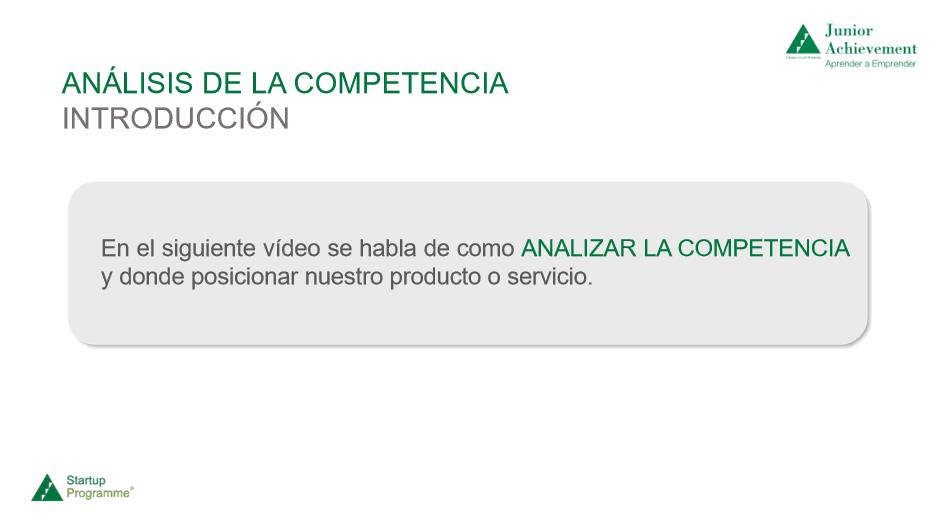 Junior
Achievement
Aprender a Emprender
ANÁLISIS DE LA COMPETENCIA
INTRODUCCIÓN
En el siguiente vídeo se habla de como ANALIZAR LA COMPETENCIA
y donde posicionar nuestro producto o servicio.
Startup
Programme®